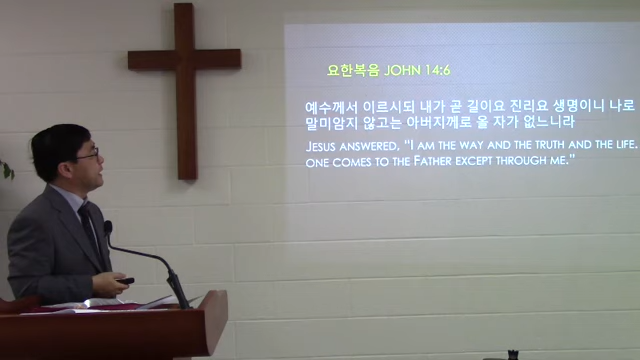 요한복음 JOHN 14:6
예수께서 이르시되 내가 곧 길이요 진리요 생명이니 나로
말미암지 않고는 아버지께로 올 자가 없느니라
JESUS ANSWERED, "I AM THE WAY AND THE TRUTH AND THE LIFE.
ONE COMES TO THE FATHER EXCEPT THROUGH ME."